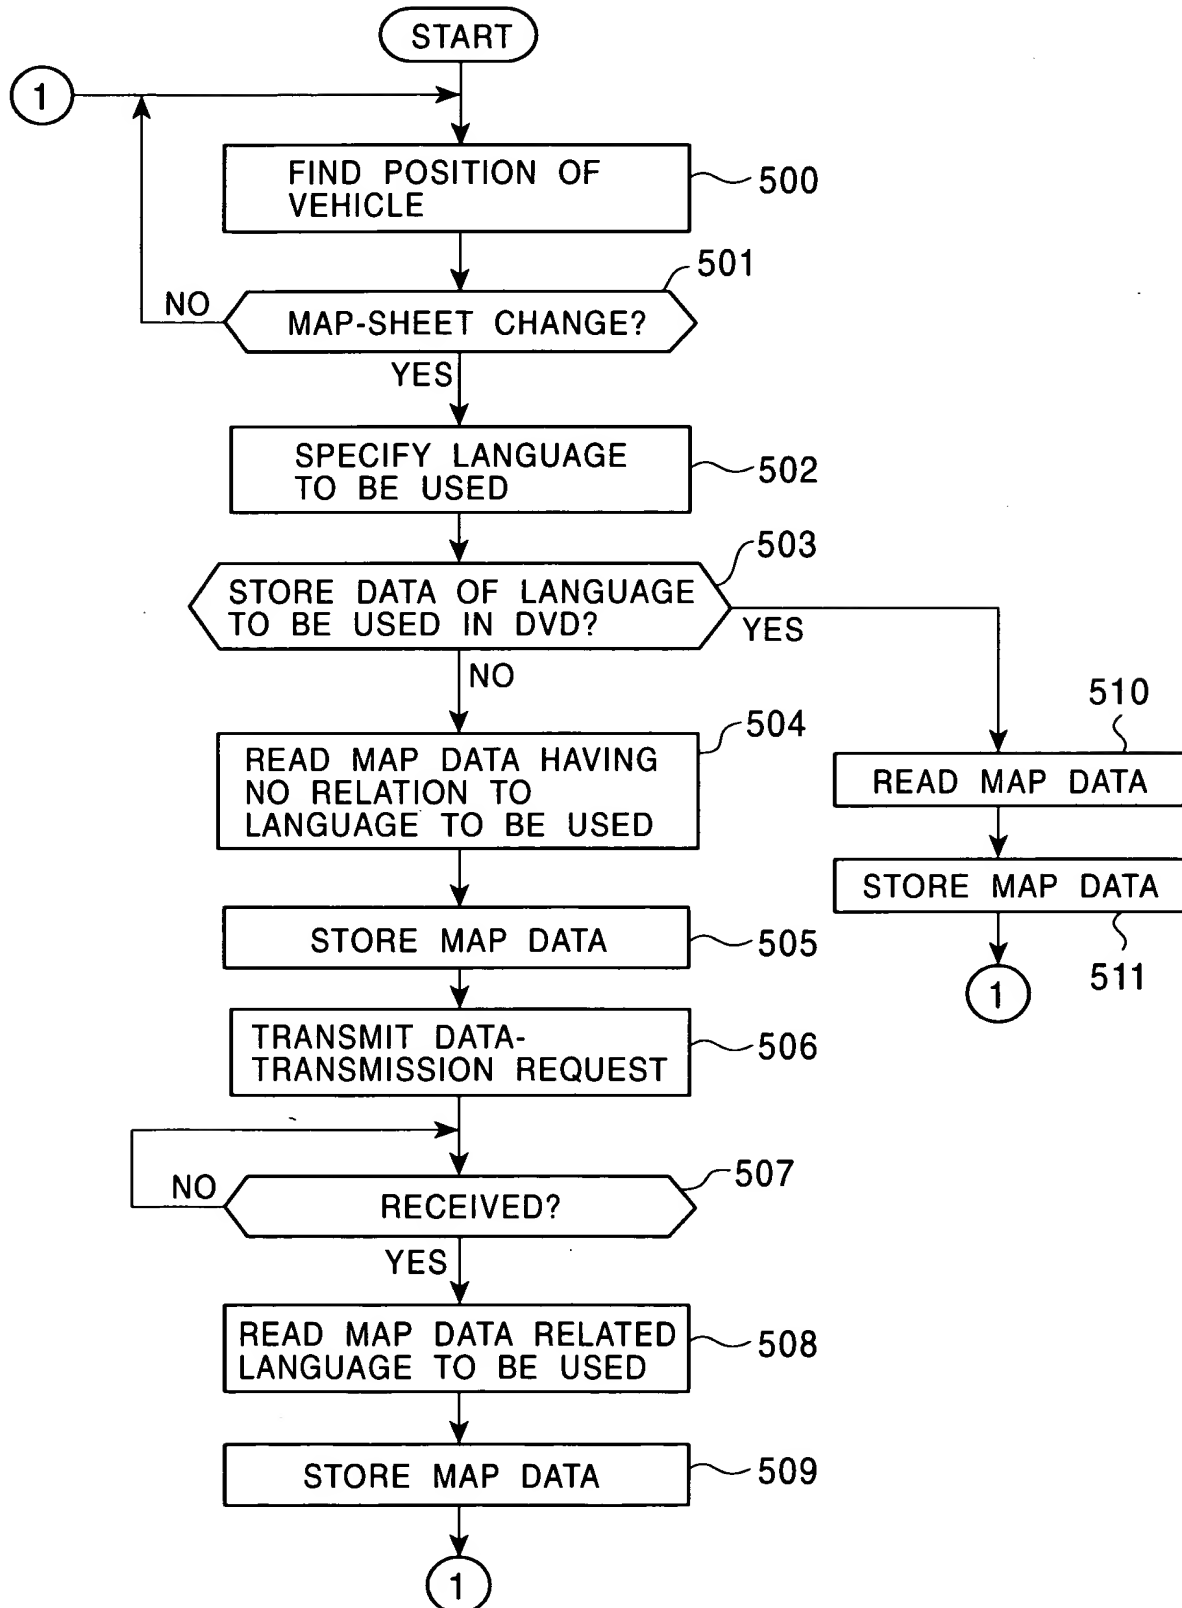 START
1
FIND POSITION OF
VEHICLE
500
501
NO
MAP-SHEET CHANGE?
YES
SPECIFY LANGUAGE
TO BE USED
502
503
STORE DATA OF LANGUAGE
TO BE USED IN DVD?
YES
NO
504
READ MAP DATA HAVING
NO RELATION TO
LANGUAGE TO BE USED
510
READ MAP DATA
STORE MAP DATA
511
1
STORE MAP DATA
505
TRANSMIT DATA-
TRANSMISSION REQUEST
506
NO
507
RECEIVED?
YES
READ MAP DATA RELATED
LANGUAGE TO BE USED
508
STORE MAP DATA
509
1